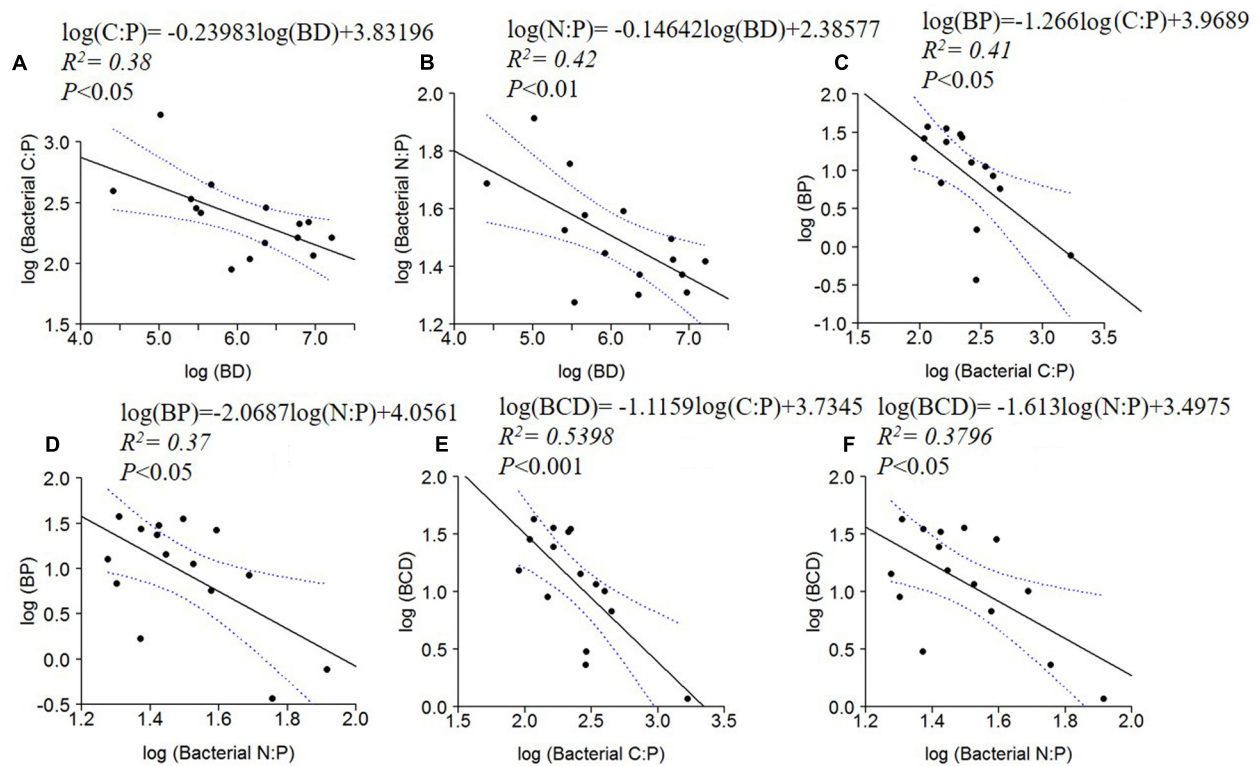 A
log(C:P)= -0.23983log(BD)+3.83196
R²= 0.38
P<0.05
log (Bacterial C:P)
3.0
2.5
2.0
1.5
4.0 5.0 6.0 7.0
log (BD)
B
log(N:P)= -0.14642log(BD)+2.38577
R²= 0.42
P<0.01
log (Bacterial N:P)
2.0
1.8
1.6
1.4
1.2
4.0 5.0 6.0 7.0
log (BD)
C
log(BP)=-1.266log(C:P)+3.9689
R²= 0.41
P<0.05
log (BP)
2.0
1.5
1.0
0.5
0.0
-0.5
-1.0
1.5 2.0 2.5 3.0 3.5
log (Bacterial C:P)
D
log(BP)=-2.0687log(N:P)+4.0561
R²= 0.37
P<0.05
log (BP)
2.0
1.5
1.0
0.5
0.0
-0.5
1.2 1.4 1.6 1.8 2.0
log (Bacterial N:P)
E
log(BCD)= -1.1159log(C:P)+3.7345
R²= 0.5398
P<0.001
log (BCD)
2.0
1.5
1.0
0.5
0.0
1.5 2.0 2.5 3.0 3.5
log (Bacterial C:P)
F
log(BCD)= -1.613log(N:P)+3.4975
R²= 0.3796
P<0.05
log (BCD)
2.0
1.5
1.0
0.5
0.0
1.2 1.4 1.6 1.8 2.0
log (Bacterial N:P)